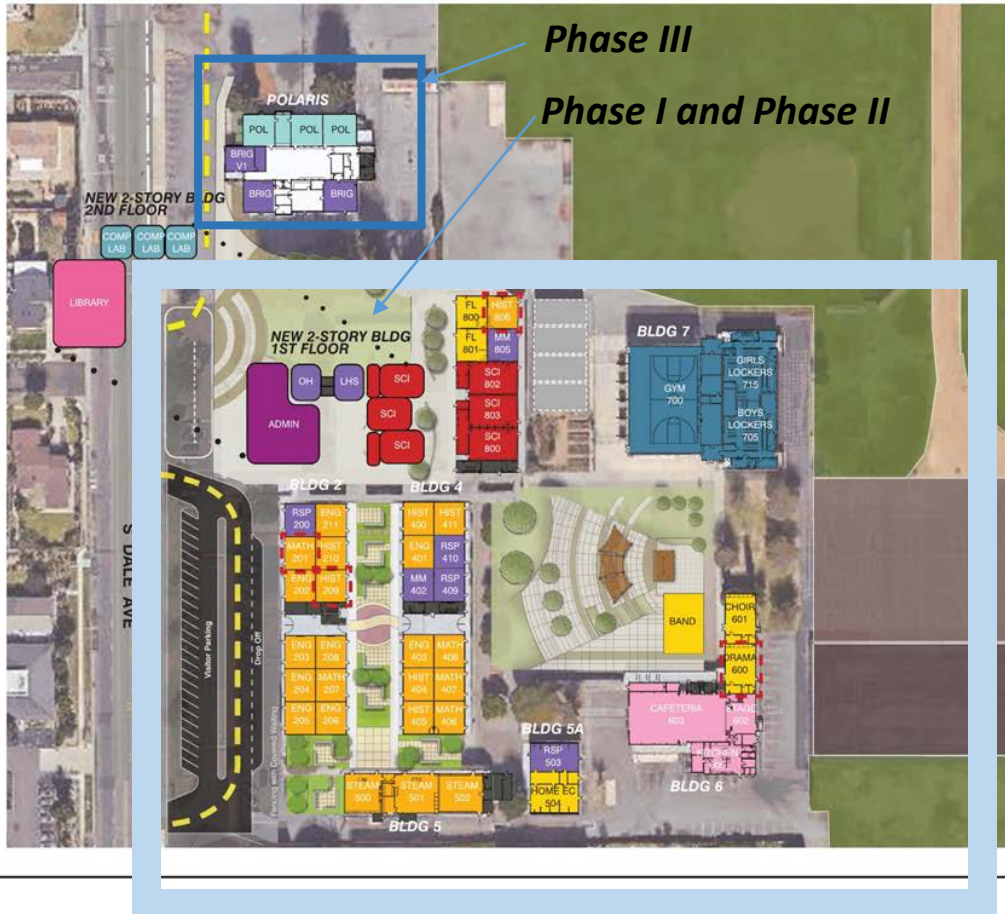 Phase III
Phase I and Phase II
POLARIS
POL
POL
POL
BRIG
V1
BRIG
BRIG
NEW 2-STORY BLDG
2ND FLOOR
COMP
LAB
COMP
LAB
COMP
LAB
LIBRARY
NEW 2-STORY BLDG
1ST FLOOR
OH
LHS
SCI
SCI
SCI
ADMIN
FL
800
HIST
806
FL
801
MM
805
SCI
802
SCI
803
SCI
800
BLDG 7
GYM
700
GIRLS
LOCKERS
715
BOYS
LOCKERS
705
BLDG 2
RSP
200
ENG
211
MATH
201
HIST
210
ENG
202
HIST
209
ENG
203
ENG
208
ENG
204
MATH
207
ENG
205
ENG
206
BLDG 4
HIST
400
HIST
411
ENG
401
RSP
410
MM
402
RSP
409
ENG
403
MATH
408
HIST
404
MATH
407
HIST
405
MATH
406
S DALE AVE
Visitor Parking
Drop Off
Fencing with Covered Waiting
BAND
CHOIR
601
DRAMA
600
CAFETERIA
603
STAGE
602
KITCHEN
BLDG 6
BLDG 5A
RSP
503
HOME EC
504
STEAM
500
STEAM
501
STEAM
502
BLDG 5